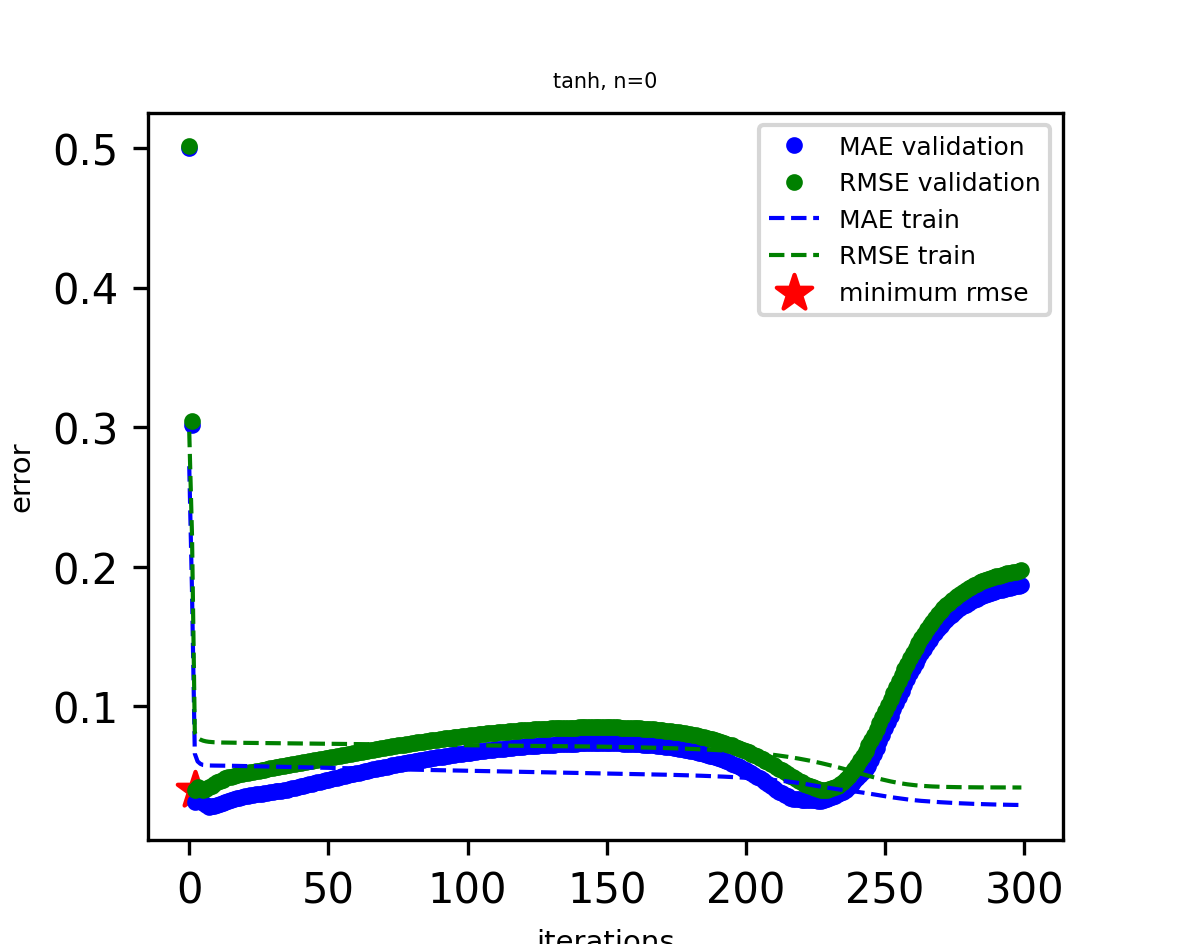 tanh, n=0
error
0.5
0.4
0.3
0.2
0.1
MAE validation
RMSE validation
MAE train
RMSE train
minimum rmse
0 50 100 150 200 250 300
iterations